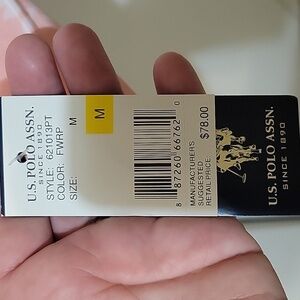 U.S. POLO ASSN.
SINCE 1890
STYLE: 621013PT
COLOR: FWRP
SIZE: M
M
8 87260 66762 0
MANUFACTURERS
SUGGESTED
RETAIL PRICE
$78.00
U.S. POLO ASSN.
SINCE 1890